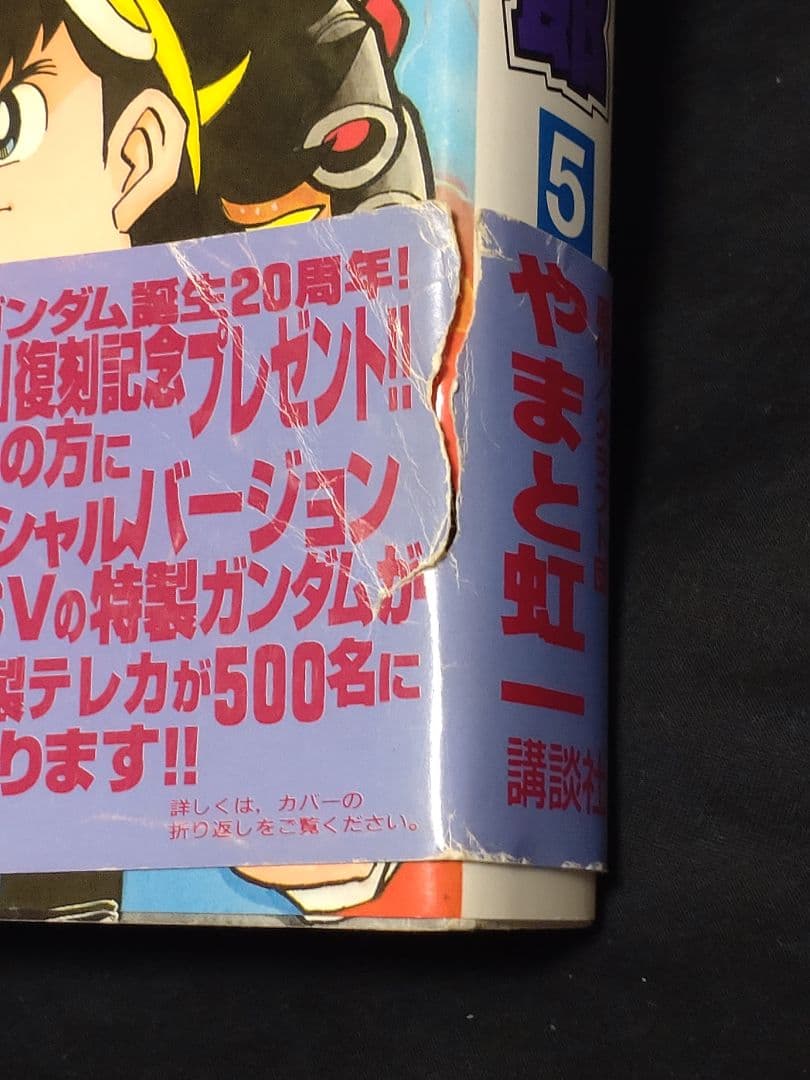 ガンダム誕生20周年!
復刻記念プレゼント!!
の方に
シャルバージョン
SVの特製ガンダムが
製テレカが500名に
ります!!
詳しくは，カバーの
折り返しをご覧ください。
郎
5
やまと虹一
講談社